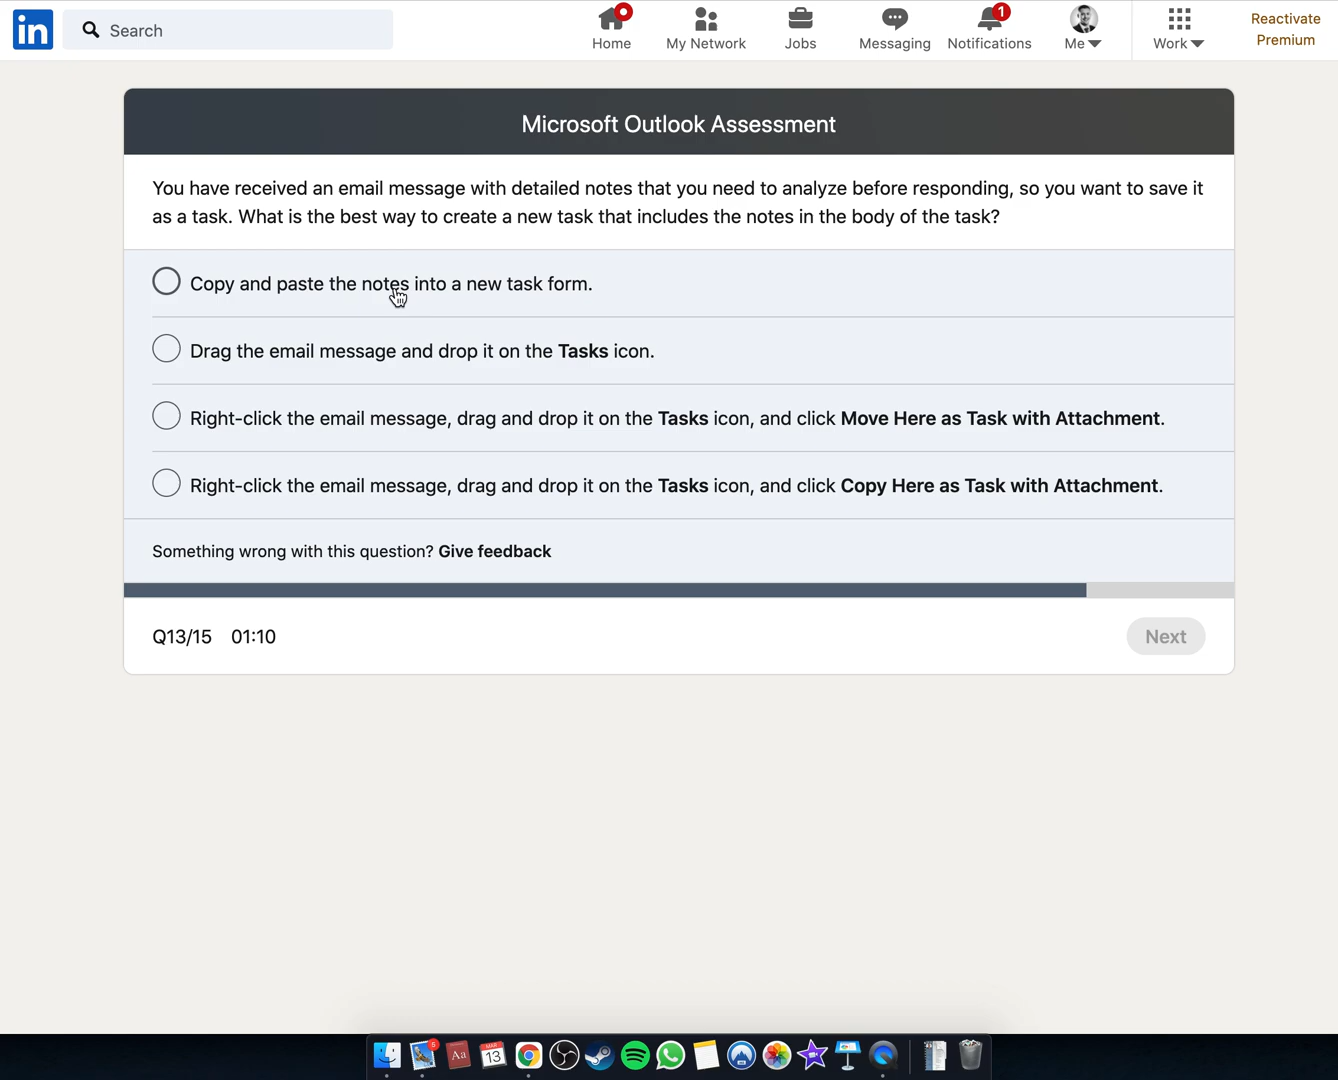 in
Search
Home
My Network
Jobs
Messaging
1
Notifications
Me
Work
Reactivate
Premium
Microsoft Outlook Assessment
You have received an email message with detailed notes that you need to analyze before responding, so you want to save it
as a task. What is the best way to create a new task that includes the notes in the body of the task?
Copy and paste the notes into a new task form.
Drag the email message and drop it on the Tasks icon.
Right-click the email message, drag and drop it on the Tasks icon, and click Move Here as Task with Attachment.
Right-click the email message, drag and drop it on the Tasks icon, and click Copy Here as Task with Attachment.
Something wrong with this question? Give feedback
Q13/15 01:10
Next
Aa
MAR
13